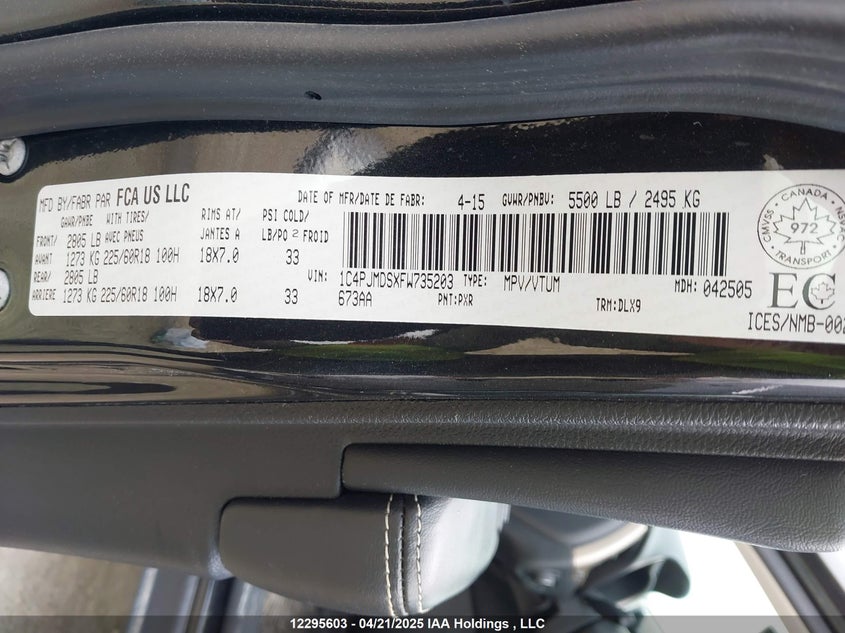 MFD BY/FABR PAR FCA US LLC
DATE OF MFR/DATE DE FABR: 4-15 GVWR/PNBV: 5500 LB / 2495 KG
GAWR/PNBE WITH TIRES/ RIMS AT/ PSI COLD/
FRONT/ 2805 LB AVEC PNEUS JANTES A LB/PO 2 FROID
AVANT 1273 KG 225/60R18 100H 18X7.0 33
REAR/ 2805 LB
ARRIERE 1273 KG 225/60R18 100H 18X7.0 33
VIN: 1C4PJMDSXFW735203 TYPE: MPV/VTUM MDH: 042505
673AA PNT: PXR TRM: DLX9
CANADA
CMVSS 972 NSVAC
TRANSPORT
EC
ICES/NMB-002
12295603 - 04/21/2025 IAA Holdings , LLC